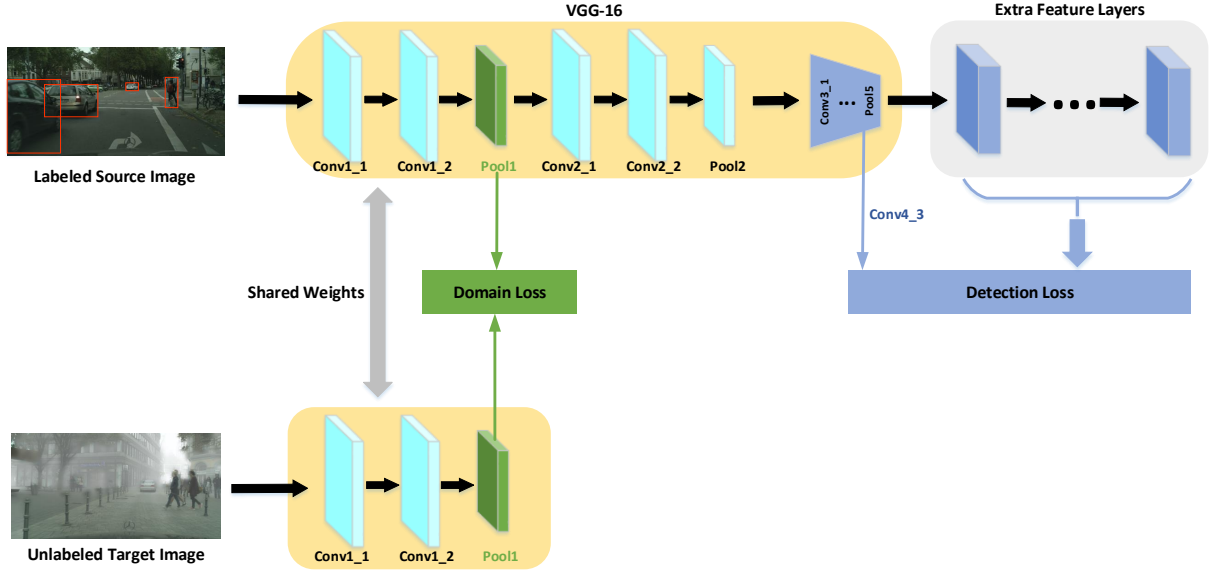 VGG-16
Extra Feature Layers
Conv3_1
...
Pool5
Conv1_1
Conv1_2
Pool1
Conv2_1
Conv2_2
Pool2
Labeled Source Image
Conv4_3
Shared Weights
Domain Loss
Detection Loss
Unlabeled Target Image
Conv1_1
Conv1_2
Pool1